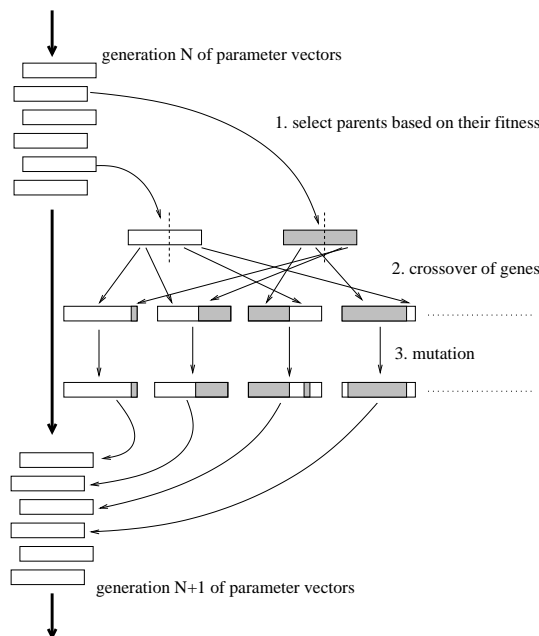 generation N of parameter vectors
1. select parents based on their fitness
2. crossover of genes
3. mutation
generation N+1 of parameter vectors